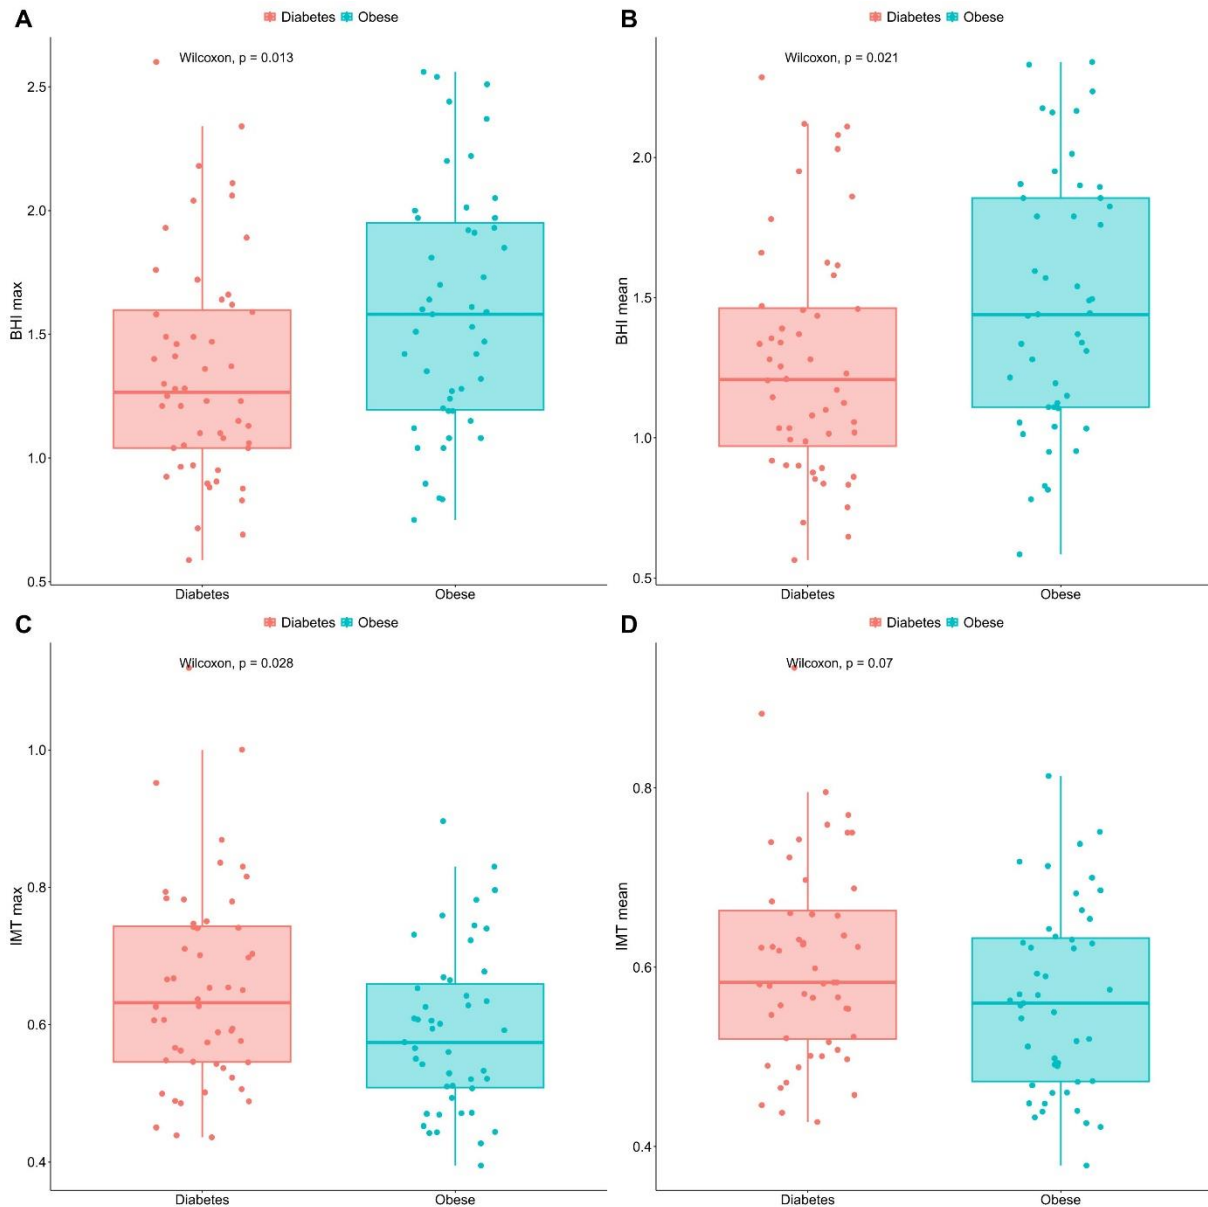 A
Diabetes Obese
Wilcoxon, p = 0.013
BHI max
2.5
2.0
1.5
1.0
0.5
Diabetes Obese
B
Diabetes Obese
Wilcoxon, p = 0.021
BHI mean
2.0
1.5
1.0
0.5
Diabetes Obese
C
Diabetes Obese
Wilcoxon, p = 0.028
IMT max
1.0
0.8
0.6
0.4
Diabetes Obese
D
Diabetes Obese
Wilcoxon, p = 0.07
IMT mean
0.8
0.6
0.4
Diabetes Obese